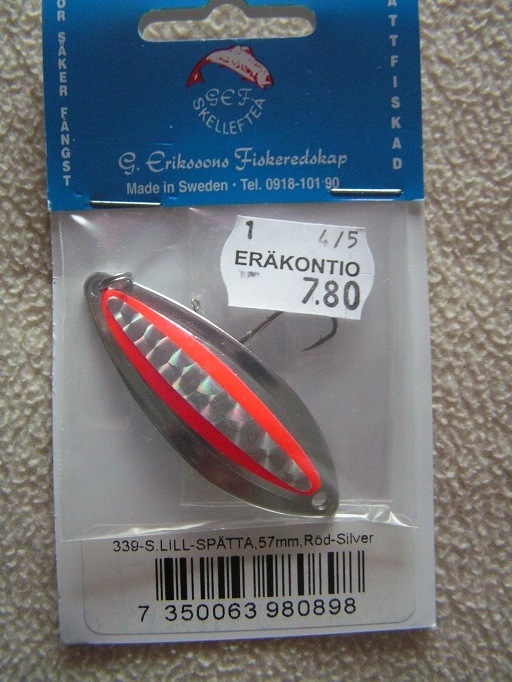 OR SÄKER FÅNGST
ATTFISKAD
GEF
SKELLEFTEÅ
G. Erikssons Fiskeredskap
Made in Sweden · Tel. 0918-101 90
1 4/5
ERÄKONTIO
7.80
339-S.LiLL-SPÄTTA,57mm,Röd-Silver
7 350063 980898